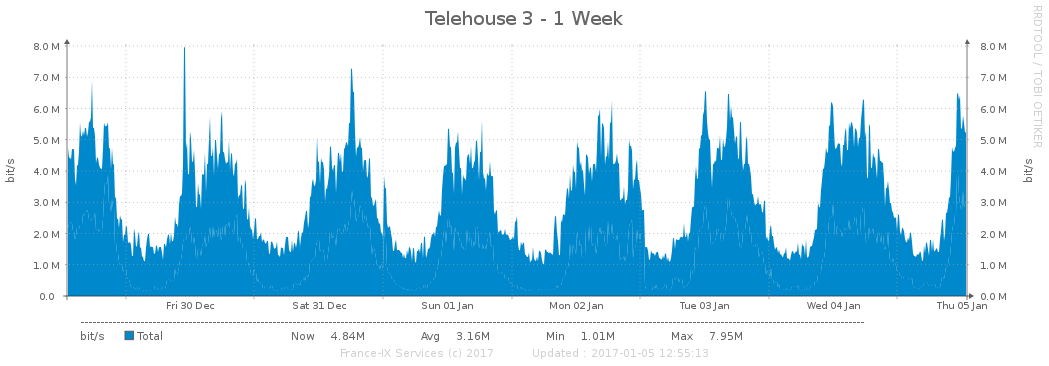 Telehouse 3 - 1 Week
RRDTOOL / TOBI OETIKER
bit/s
8.0 M
7.0 M
6.0 M
5.0 M
4.0 M
3.0 M
2.0 M
1.0 M
0.0
8.0 M
7.0 M
6.0 M
5.0 M
4.0 M
3.0 M
2.0 M
1.0 M
0.0 M
bit/s
Fri 30 Dec Sat 31 Dec Sun 01 Jan Mon 02 Jan Tue 03 Jan Wed 04 Jan Thu 05 Jan
bit/s Total Now 4.84M Avg 3.16M Min 1.01M Max 7.95M
France-IX Services (c) 2017 Updated : 2017-01-05 12:55:13